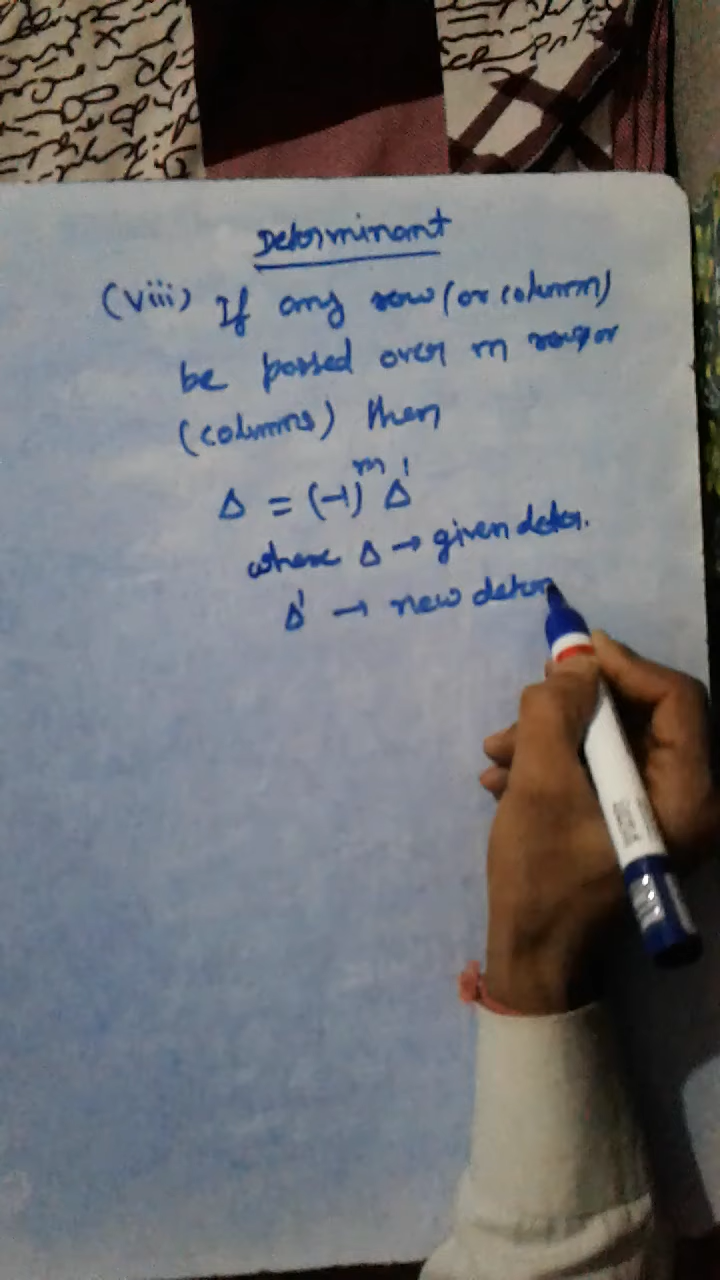 Determinant
(viii) If any row (or column)
be passed over m rows or
(columns) then
Δ = (-1)^m Δ'
where Δ → given deter.
Δ' → new deter